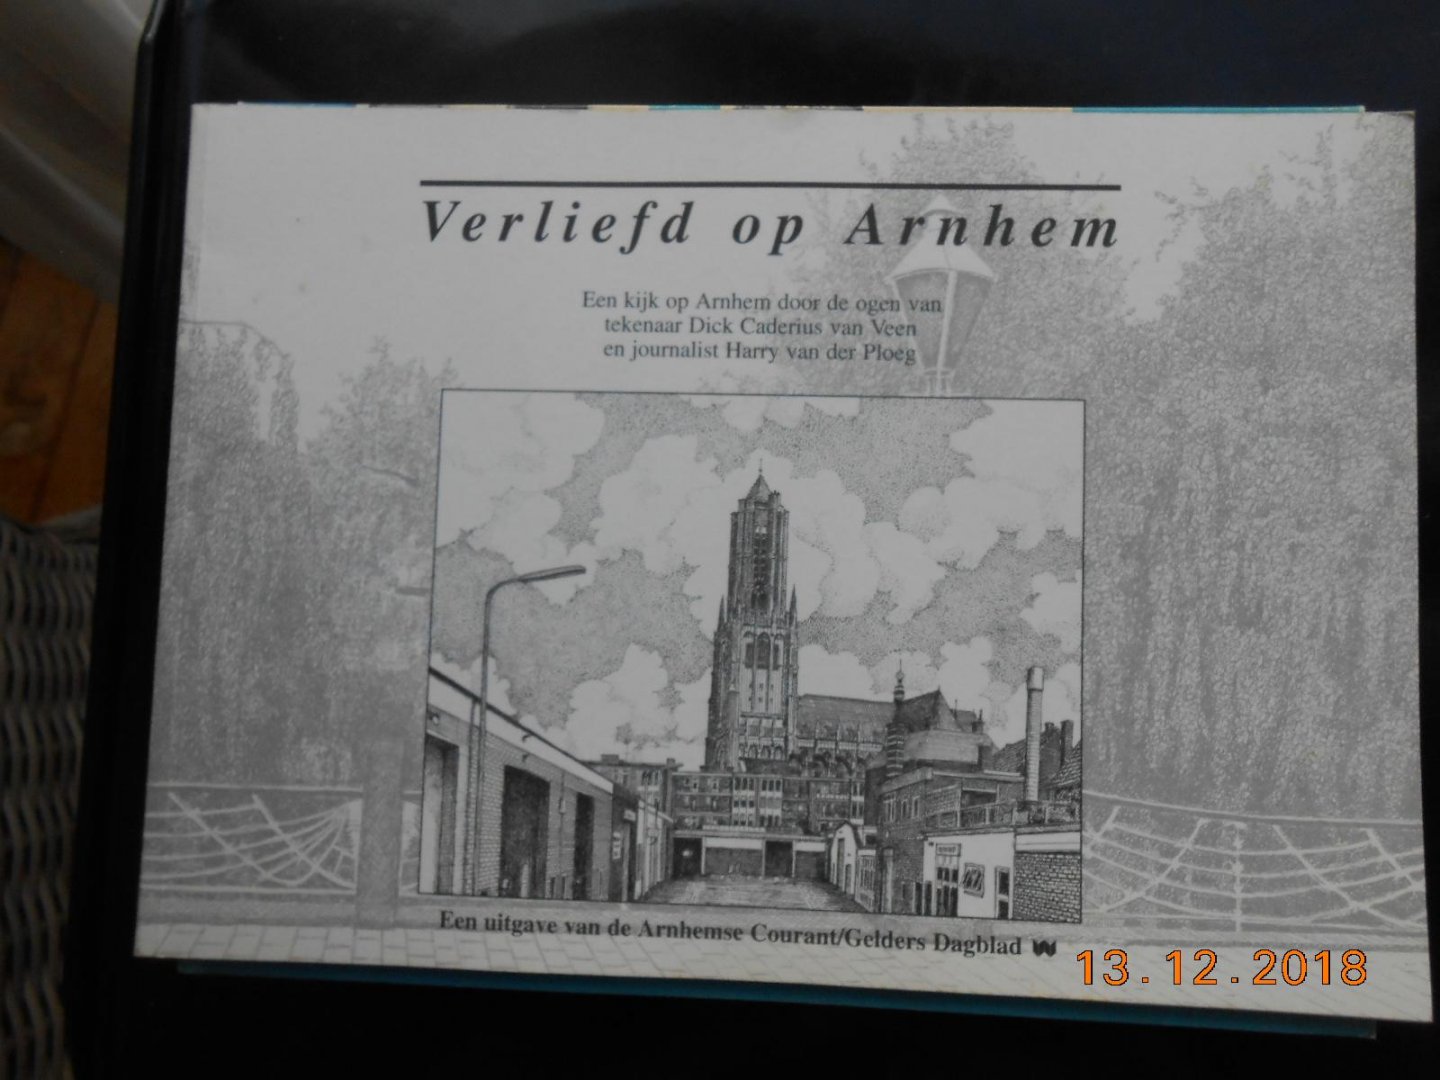 Verliefd op Arnhem
Een kijk op Arnhem door de ogen van
tekenaar Dick Caderius van Veen
en journalist Harry van der Ploeg
Een uitgave van de Arnhemse Courant/Gelders Dagblad
13.12.2018